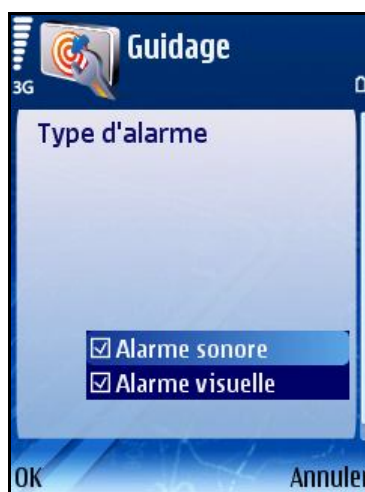 Guidage
3G
Type d'alarme
Alarme sonore
Alarme visuelle
OK
Annuler